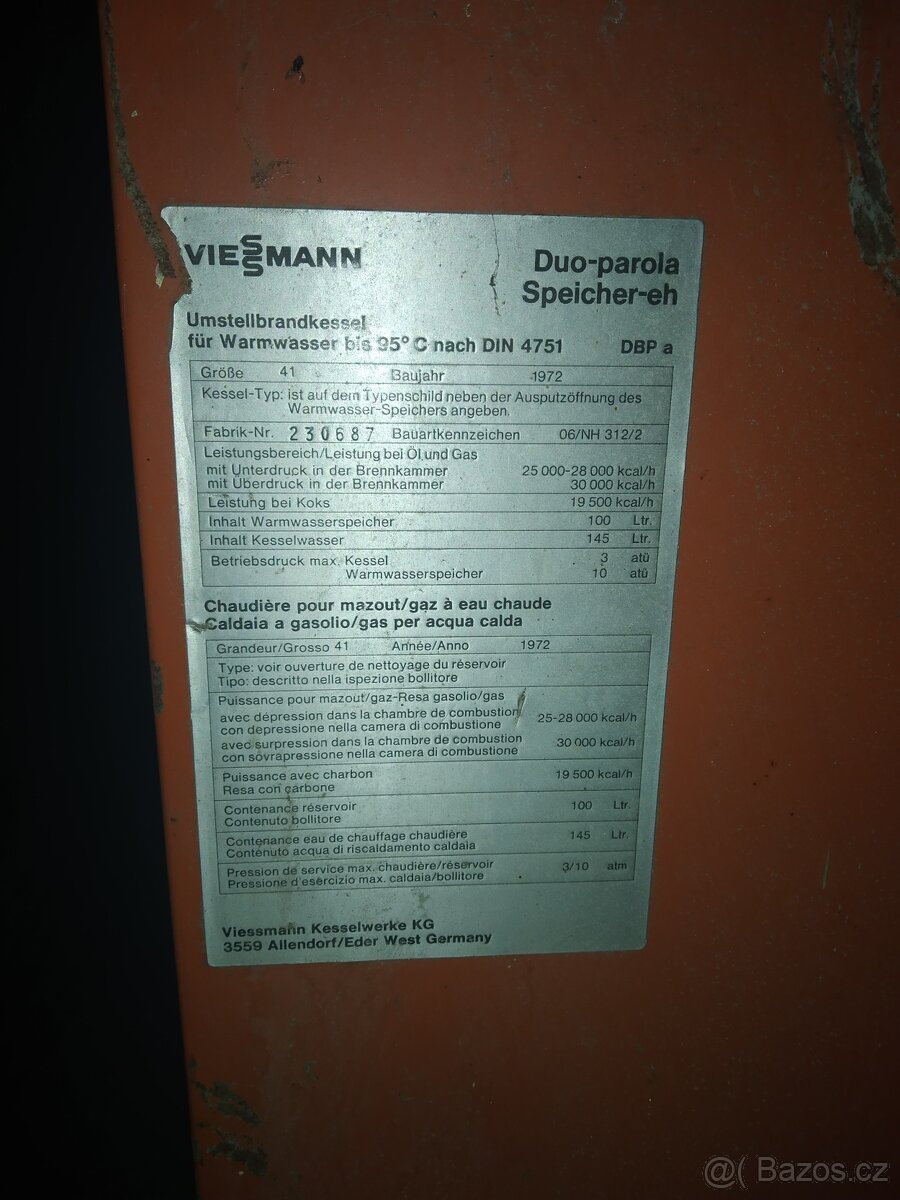 VIESSMANN
Duo-parola
Speicher-eh
Umstellbrandkessel
für Warmwasser bis 95° C nach DIN 4751 DBP a
Größe 41 Baujahr 1972
Kessel-Typ: ist auf dem Typenschild neben der Ausputzöffnung des
Warmwasser-Speichers angeben.
Fabrik-Nr. 230687 Bauartkennzeichen 06/NH 312/2
Leistungsbereich/Leistung bei Öl und Gas
mit Unterdruck in der Brennkammer 25 000-28 000 kcal/h
mit Überdruck in der Brennkammer 30 000 kcal/h
Leistung bei Koks 19 500 kcal/h
Inhalt Warmwasserspeicher 100 Ltr.
Inhalt Kesselwasser 145 Ltr.
Betriebsdruck max. Kessel 3 atü
Warmwasserspeicher 10 atü
Chaudière pour mazout/gaz à eau chaude
Caldaia a gasolio/gas per acqua calda
Grandeur/Grosso 41 Année/Anno 1972
Type: voir ouverture de nettoyage du réservoir
Tipo: descritto nella ispezione bollitore
Puissance pour mazout/gaz-Resa gasolio/gas
avec dépression dans la chambre de combustion 25-28 000 kcal/h
con depressione nella camera di combustione
avec surpression dans la chambre de combustion 30 000 kcal/h
con sovrapressione nella camera di combustione
Puissance avec charbon 19 500 kcal/h
Resa con carbone
Contenance réservoir 100 Ltr.
Contenuto bollitore
Contenance eau de chauffage chaudière 145 Ltr.
Contenuto acqua di riscaldamento caldaia
Pression de service max. chaudière/réservoir 3/10 atm
Pressione d'esercizio max. caldaia/bollitore
Viessmann Kesselwerke KG
3559 Allendorf/Eder West Germany
@( Bazos.cz